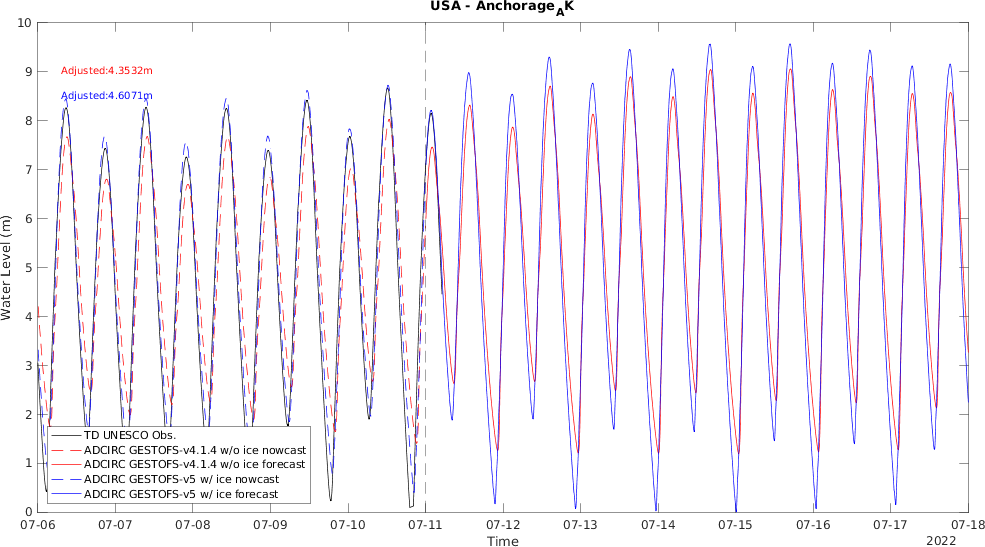 USA - Anchorage_AK
10
9
8
7
6
5
4
3
2
1
0
Water Level (m)
Adjusted:4.3532m
Adjusted:4.6071m
TD UNESCO Obs.
ADCIRC GESTOFS-v4.1.4 w/o ice nowcast
ADCIRC GESTOFS-v4.1.4 w/o ice forecast
ADCIRC GESTOFS-v5 w/ ice nowcast
ADCIRC GESTOFS-v5 w/ ice forecast
07-06 07-07 07-08 07-09 07-10 07-11 07-12 07-13 07-14 07-15 07-16 07-17 07-18
Time
2022